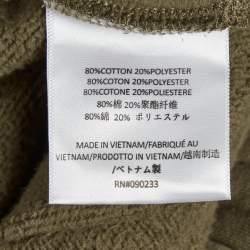 80%COTTON 20%POLYESTER
80%COTTON 20%POLYESTER
80%COTONE 20%POLIESTERE
80%棉 20%聚酯纤维
80%綿 20% ポリエステル
MADE IN VIETNAM/FABRIQUÉ AU
VIETNAM/PRODOTTO IN VIETNAM/越南制造
/ベトナム製
RN#090233